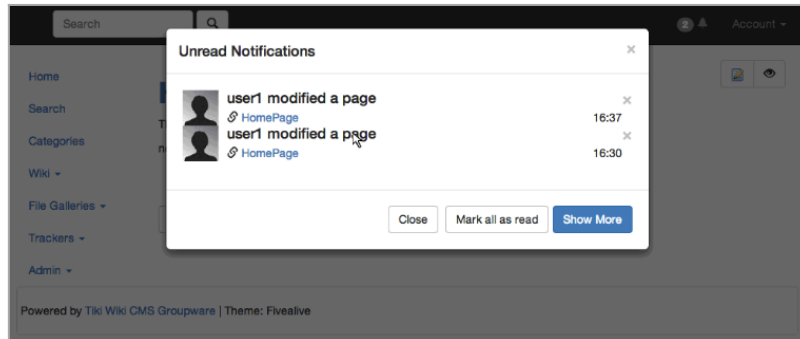 Search
2
Account
Unread Notifications
×
Home
user1 modified a page
×
HomePage
16:37
Search
user1 modified a page
×
HomePage
16:30
Categories
Wiki
File Galleries
Close
Mark all as read
Show More
Trackers
Admin
Powered by Tiki Wiki CMS Groupware | Theme: Fivealive